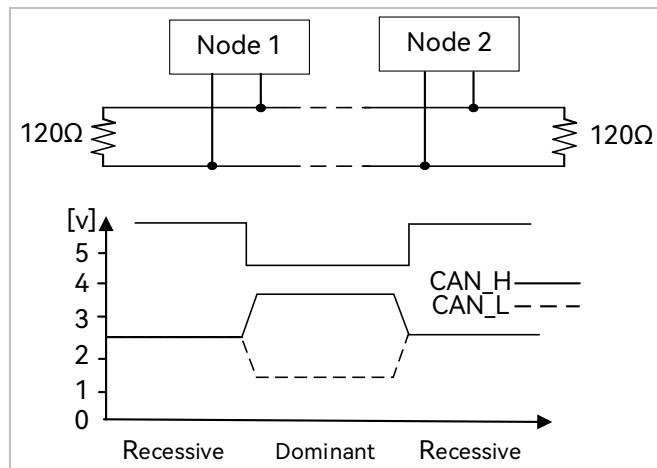 Node 1
Node 2
120Ω
120Ω
[v]
5
4
3
2
1
0
CAN_H
CAN_L
Recessive
Dominant
Recessive